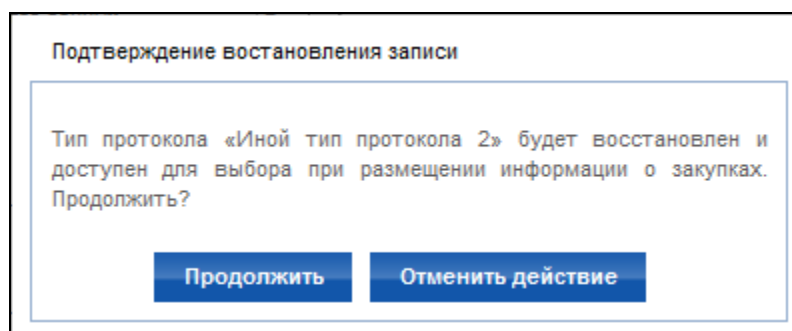 Подтверждение востановления записи
Тип протокола «Иной тип протокола 2» будет восстановлен и
доступен для выбора при размещении информации о закупках.
Продолжить?
Продолжить Отменить действие